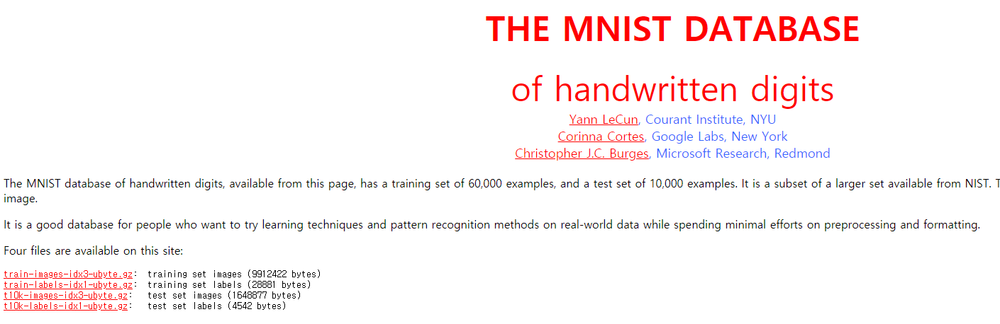 THE MNIST DATABASE
of handwritten digits
Yann LeCun, Courant Institute, NYU
Corinna Cortes, Google Labs, New York
Christopher J.C. Burges, Microsoft Research, Redmond
The MNIST database of handwritten digits, available from this page, has a training set of 60,000 examples, and a test set of 10,000 examples. It is a subset of a larger set available from NIST. T
image.
It is a good database for people who want to try learning techniques and pattern recognition methods on real-world data while spending minimal efforts on preprocessing and formatting.
Four files are available on this site:
train-images-idx3-ubyte.gz: training set images (9912422 bytes)
train-labels-idx1-ubyte.gz: training set labels (28881 bytes)
t10k-images-idx3-ubyte.gz: test set images (1648877 bytes)
t10k-labels-idx1-ubyte.gz: test set labels (4542 bytes)